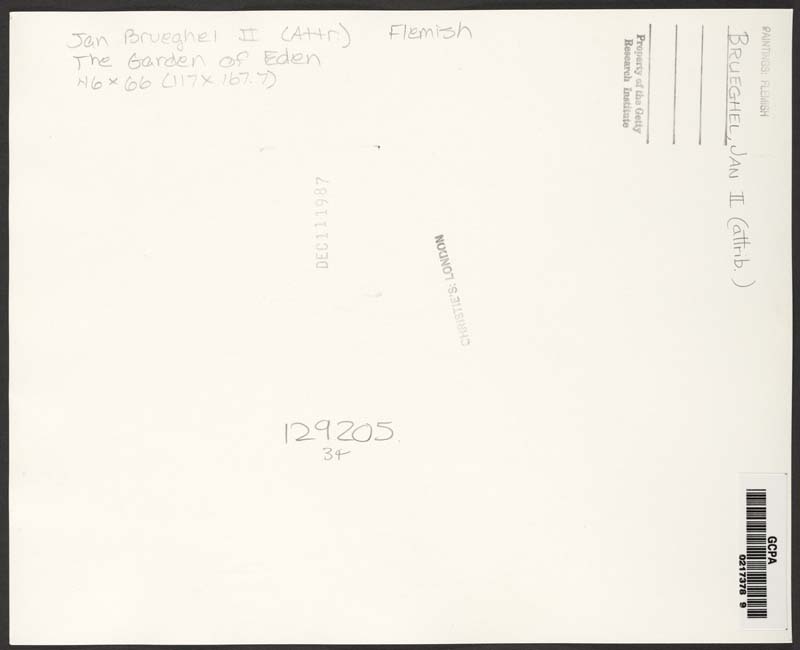 Jan Brueghel II (Attr.) Flemish
The Garden of Eden
46 x 66 (117 x 167.7)
PAINTINGS: FLEMISH
BRUEGHEL, JAN II (attrib.)
Property of the Getty
Research Institute
DEC 11 1987
CHRISTIE'S: LONDON
129205
34
GCPA
0217378 9